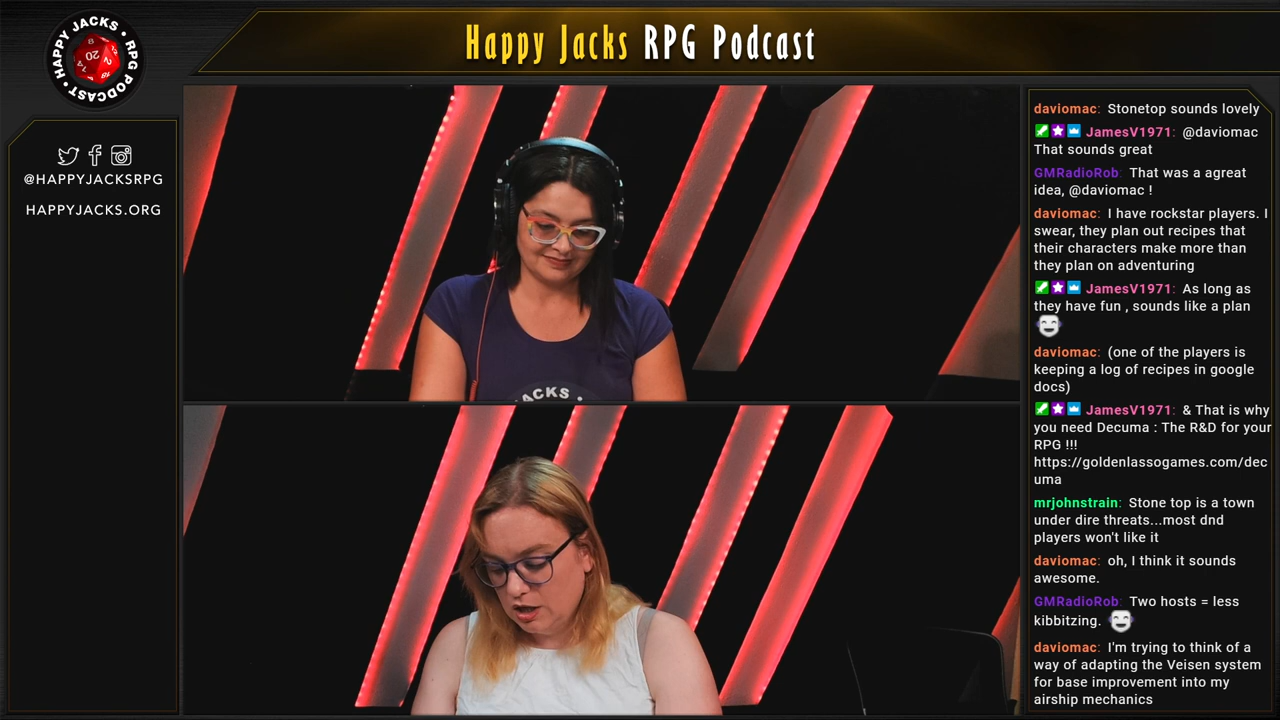 HAPPY JACKS • RPG PODCAST •
20
Happy Jacks RPG Podcast
@HAPPYJACKSRPG
HAPPYJACKS.ORG
ACKS •
daviomac: Stonetop sounds lovely
JamesV1971: @daviomac
That sounds great
GMRadioRob: That was a agreat
idea, @daviomac !
daviomac: I have rockstar players. I
swear, they plan out recipes that
their characters make more than
they plan on adventuring
JamesV1971: As long as
they have fun , sounds like a plan
daviomac: (one of the players is
keeping a log of recipes in google
docs)
JamesV1971: & That is why
you need Decuma : The R&D for your
RPG !!!
https://goldenlassogames.com/dec
uma
mrjohnstrain: Stone top is a town
under dire threats...most dnd
players won't like it
daviomac: oh, I think it sounds
awesome.
GMRadioRob: Two hosts = less
kibbitzing.
daviomac: I'm trying to think of a
way of adapting the Veisen system
for base improvement into my
airship mechanics